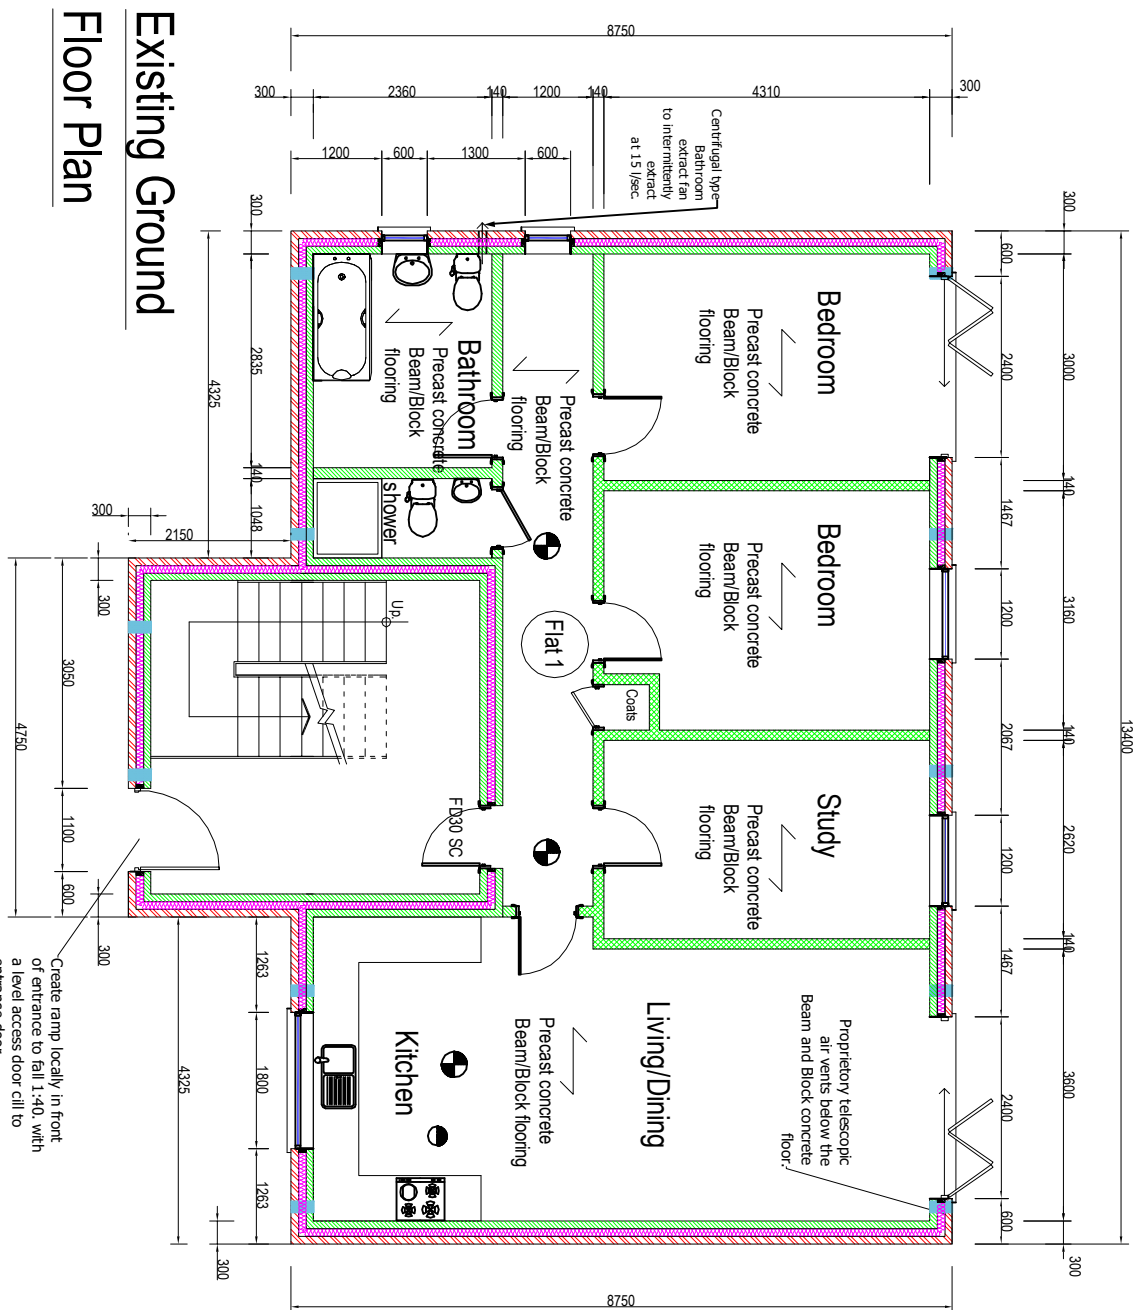 Existing Ground
Floor Plan
8750
300
2360
140
1200
140
4310
300
1200
600
1300
600
Centrifugal type
Bathroom
extract fan
to intermittently
extract
at 15 l/sec.
300
2835
4325
140
1048
300
2150
300
3050
4750
1100
600
300
1263
4325
1800
1263
300
300
600
3000
2400
140
1467
3160
1200
13400
140
2067
2620
1200
140
1467
3600
2400
600
300
8750
Bedroom
Precast concrete
Beam/Block
flooring
Bedroom
Precast concrete
Beam/Block
flooring
Study
Precast concrete
Beam/Block
flooring
Bathroom
Precast concrete
Beam/Block
flooring
Precast concrete
Beam/Block
flooring
shower
Flat 1
Coats
Up.
FD30 SC
Living/Dining
Precast concrete
Beam/Block flooring
Kitchen
Proprietory telescopic
air vents below the
Beam and Block concrete
floor.
Create ramp locally in front
of entrance to fall 1:40. with
a level access door cill to